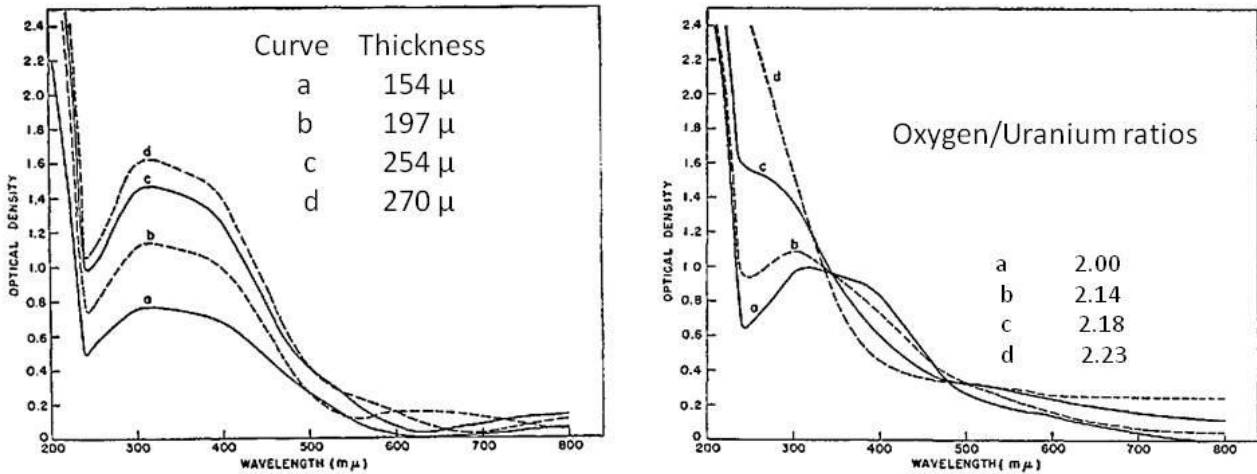 2.4
2.2
2.0
1.8
1.6
1.4
1.2
1.0
0.8
0.6
0.4
0.2
0
OPTICAL DENSITY
Curve Thickness
a 154 μ
b 197 μ
c 254 μ
d 270 μ
d
c
b
a
200 300 400 500 600 700 800
WAVELENGTH (mμ)
2.4
2.2
2.0
1.8
1.6
1.4
1.2
1.0
0.8
0.6
0.4
0.2
0
OPTICAL DENSITY
Oxygen/Uranium ratios
a 2.00
b 2.14
c 2.18
d 2.23
d
c
b
a
200 300 400 500 600 700 800
WAVELENGTH (mμ)